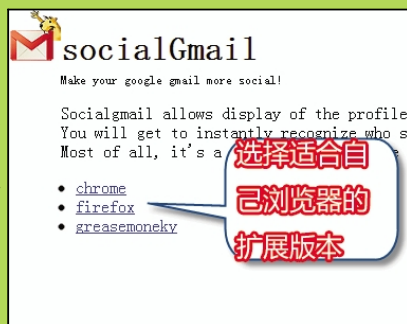 socialGmail
Make your google gmail more social!
Socialgmail allows display of the profile
You will get to instantly recognize who s
Most of all, it's a
选择适合自
己浏览器的
扩展版本
chrome
firefox
greasemoneky